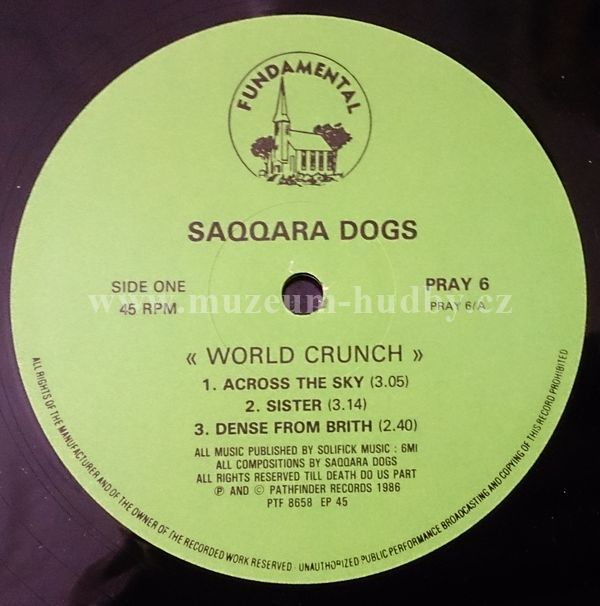 FUNDAMENTAL
SAQQARA DOGS
SIDE ONE
45 RPM
PRAY 6
PRAY 6/A
www.muzeum-hudby.cz
« WORLD CRUNCH »
1. ACROSS THE SKY (3.05)
2. SISTER (3.14)
3. DENSE FROM BRITH (2.40)
ALL MUSIC PUBLISHED BY SOLIFICK MUSIC : 6MI
ALL COMPOSITIONS BY SAQQARA DOGS
ALL RIGHTS RESERVED TILL DEATH DO US PART
℗ AND © PATHFINDER RECORDS 1986
PTF 8658 EP 45
ALL RIGHTS OF THE MANUFACTURER AND OF THE OWNER OF THE RECORDED WORK RESERVED · UNAUTHORIZED PUBLIC PERFORMANCE BROADCASTING AND COPYING OF THIS RECORD PROHIBITED